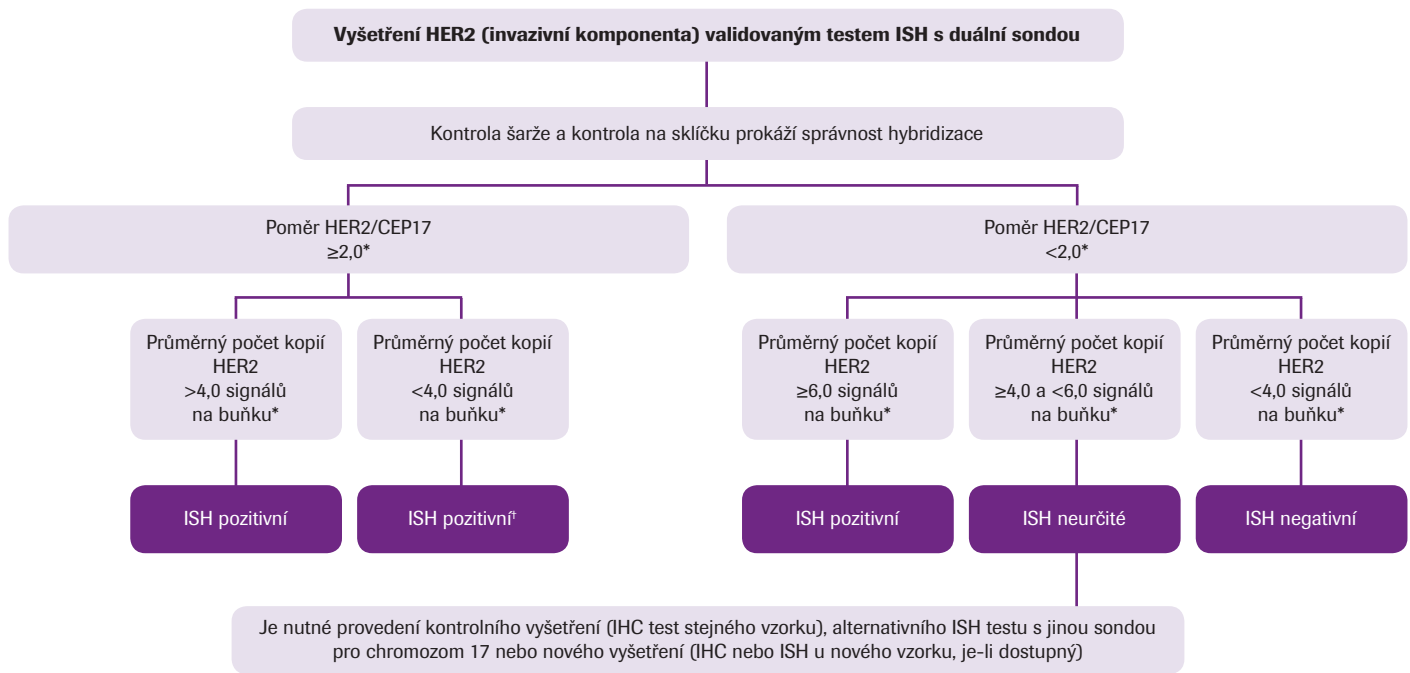 Vyšetření HER2 (invazivní komponenta) validovaným testem ISH s duální sondou
Kontrola šarže a kontrola na sklíčku prokáží správnost hybridizace
Poměr HER2/CEP17
≥2,0*
Poměr HER2/CEP17
<2,0*
Průměrný počet kopií
HER2
>4,0 signálů
na buňku*
Průměrný počet kopií
HER2
<4,0 signálů
na buňku*
Průměrný počet kopií
HER2
≥6,0 signálů
na buňku*
Průměrný počet kopií
HER2
≥4,0 a <6,0 signálů
na buňku*
Průměrný počet kopií
HER2
<4,0 signálů
na buňku*
ISH pozitivní
ISH pozitivní†
ISH pozitivní
ISH neurčité
ISH negativní
Je nutné provedení kontrolního vyšetření (IHC test stejného vzorku), alternativního ISH testu s jinou sondou
pro chromozom 17 nebo nového vyšetření (IHC nebo ISH u nového vzorku, je-li dostupný)